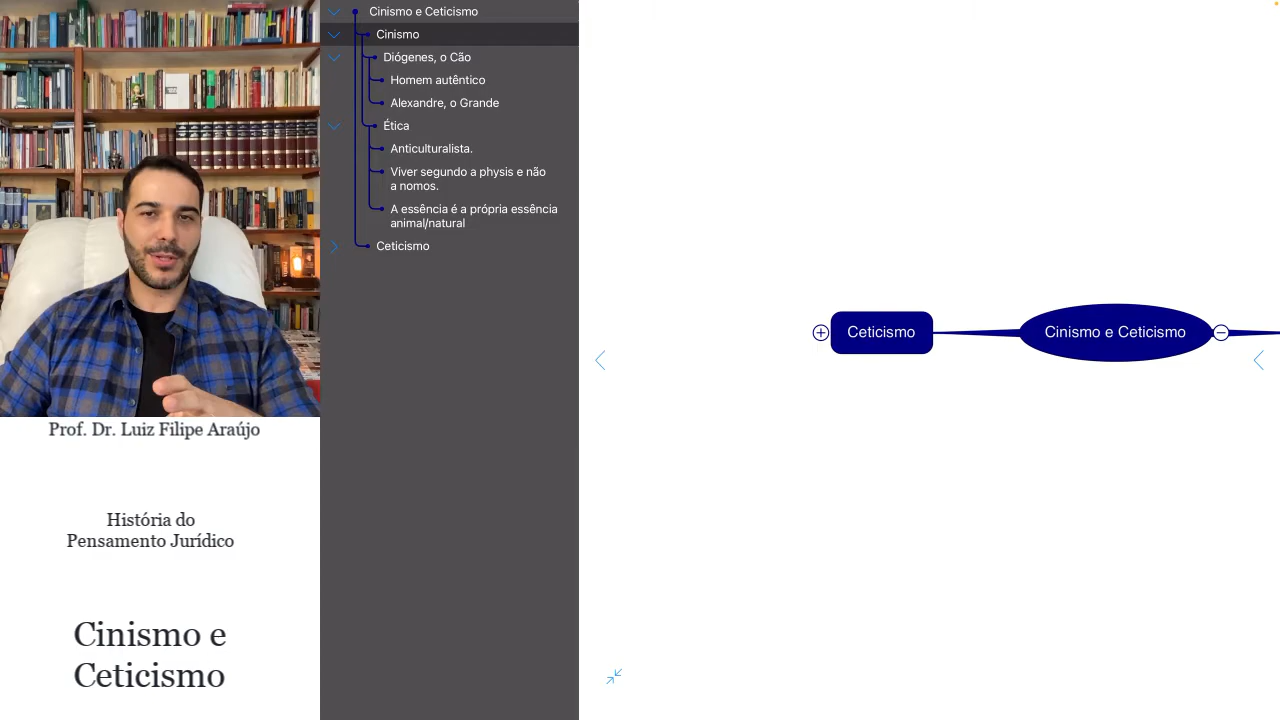 Prof. Dr. Luiz Filipe Araújo
História do
Pensamento Jurídico
Cinismo e
Ceticismo
Cinismo e Ceticismo
Cinismo
Diógenes, o Cão
Homem autêntico
Alexandre, o Grande
Ética
Anticulturalista.
Viver segundo a physis e não
a nomos.
A essência é a própria essência
animal/natural
Ceticismo
Ceticismo
Cinismo e Ceticismo